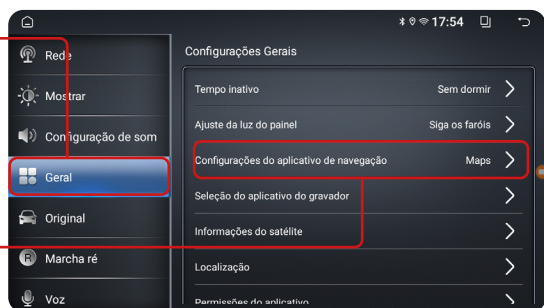 17:54
Rede
Mostrar
Configuração de som
Geral
Original
R Marcha ré
Voz
Configurações Gerais
Tempo inativo Sem dormir
Ajuste da luz do painel Siga os faróis
Configurações do aplicativo de navegação Maps
Seleção do aplicativo do gravador
Informações do satélite
Localização
Permissões do aplicativo